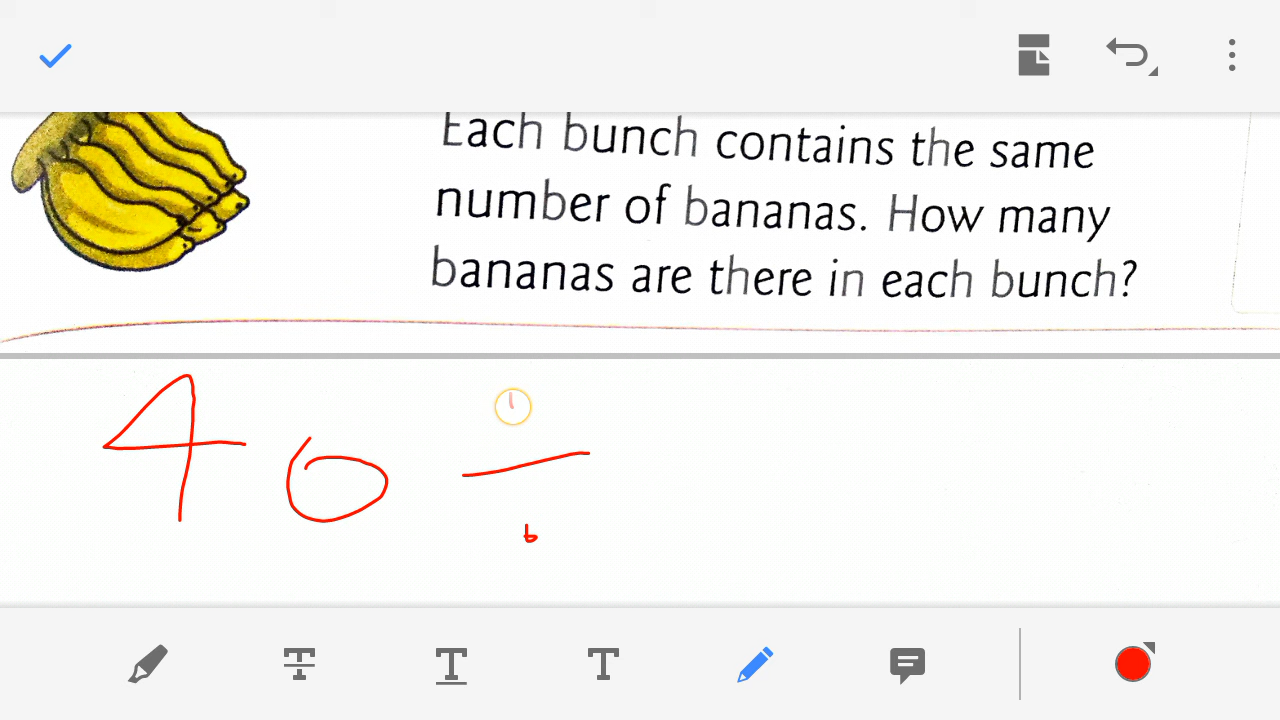 Each bunch contains the same
number of bananas. How many
bananas are there in each bunch?
40 ÷